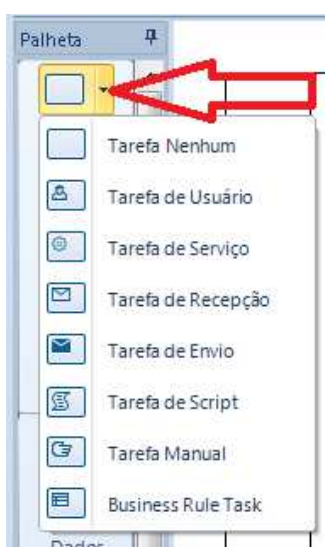 Palheta
Tarefa Nenhum
Tarefa de Usuário
Tarefa de Serviço
Tarefa de Recepção
Tarefa de Envio
Tarefa de Script
Tarefa Manual
Business Rule Task
Dados